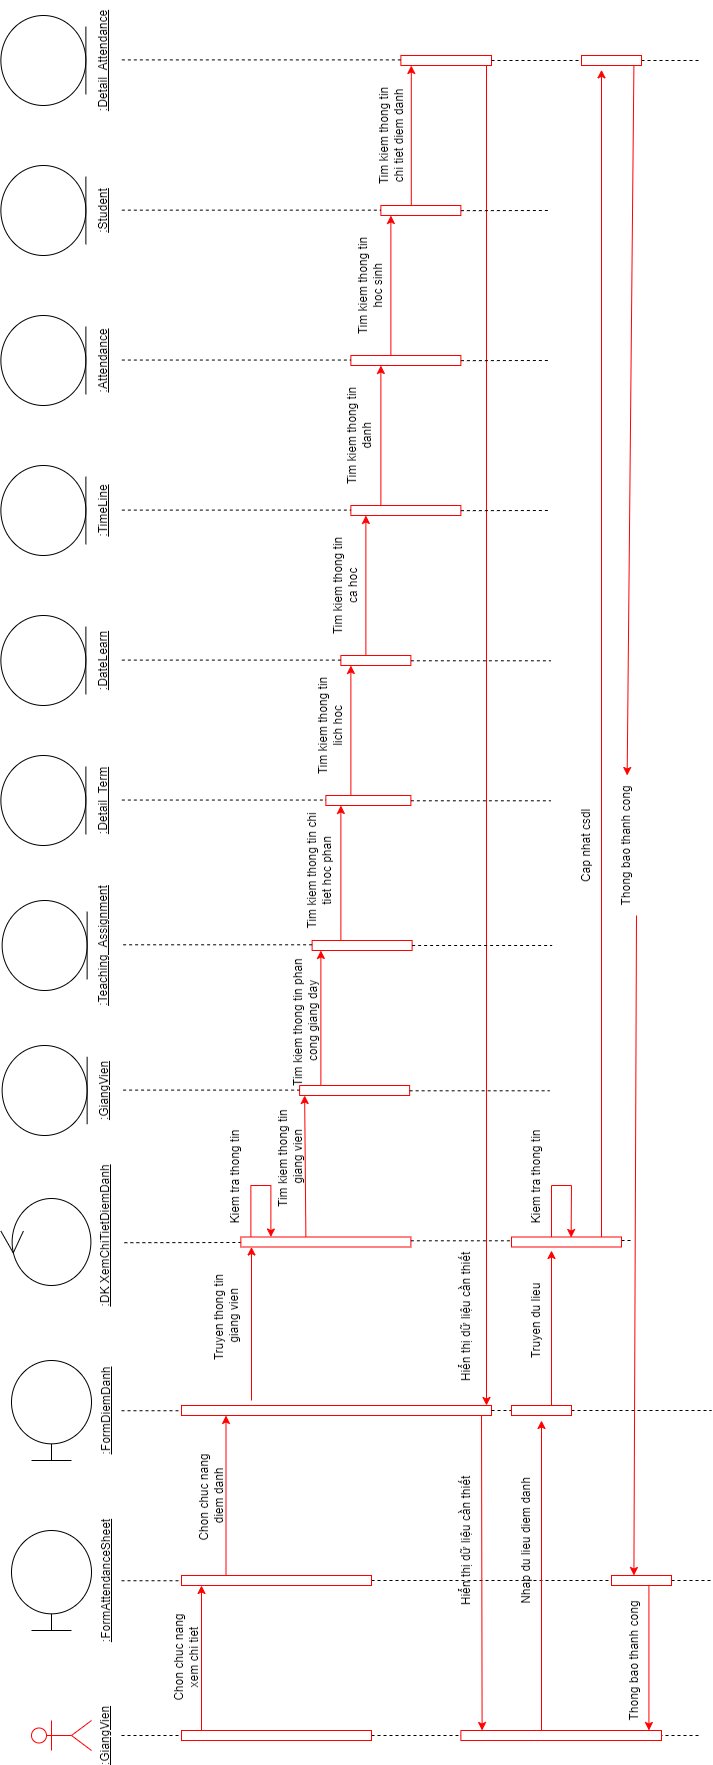 :GiangVien
:FormAttendanceSheet
:FormDiemDanh
:DK XemChiTietDiemDanh
:GiangVien
:Teaching_Assignment
:Detail_Term
:DateLearn
:TimeLine
:Attendance
:Student
:Detail_Attendance
Chon chuc nang
xem chi tiet
Chon chuc nang
diem danh
Truyen thong tin
giang vien
Kiem tra thong tin
Tim kiem thong tin
giang vien
Tim kiem thong tin phan
cong giang day
Tim kiem thong tin chi
tiet hoc phan
Tim kiem thong tin
lich hoc
Tim kiem thong tin
ca hoc
Tim kiem thong tin
danh
Tim kiem thong tin
hoc sinh
Tim kiem thong tin
chi tiet diem danh
Hiển thị dữ liệu cần thiết
Hiển thị dữ liệu cần thiết
Nhap du lieu diem danh
Truyen du lieu
Kiem tra thong tin
Cap nhat csdl
Thong bao thanh cong
Thong bao thanh cong